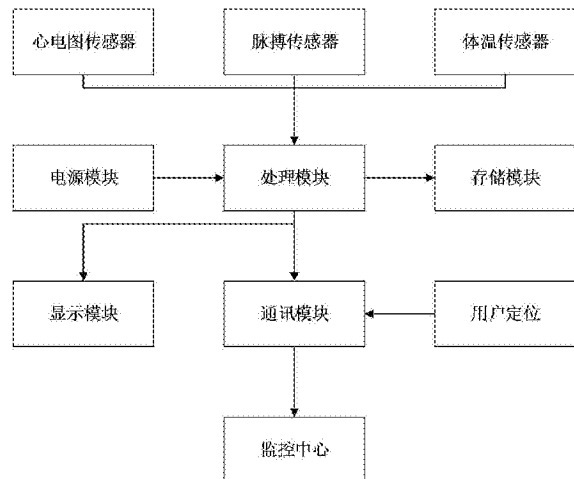 心电图传感器
脉搏传感器
体温传感器
电源模块
处理模块
存储模块
显示模块
通讯模块
用户定位
监控中心